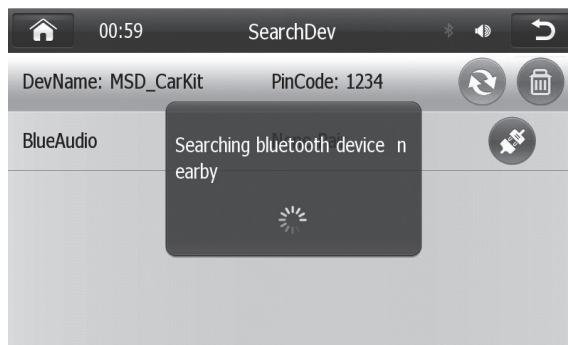 00:59 SearchDev
DevName: MSD_CarKit PinCode: 1234
BlueAudio
Searching bluetooth device n
earby